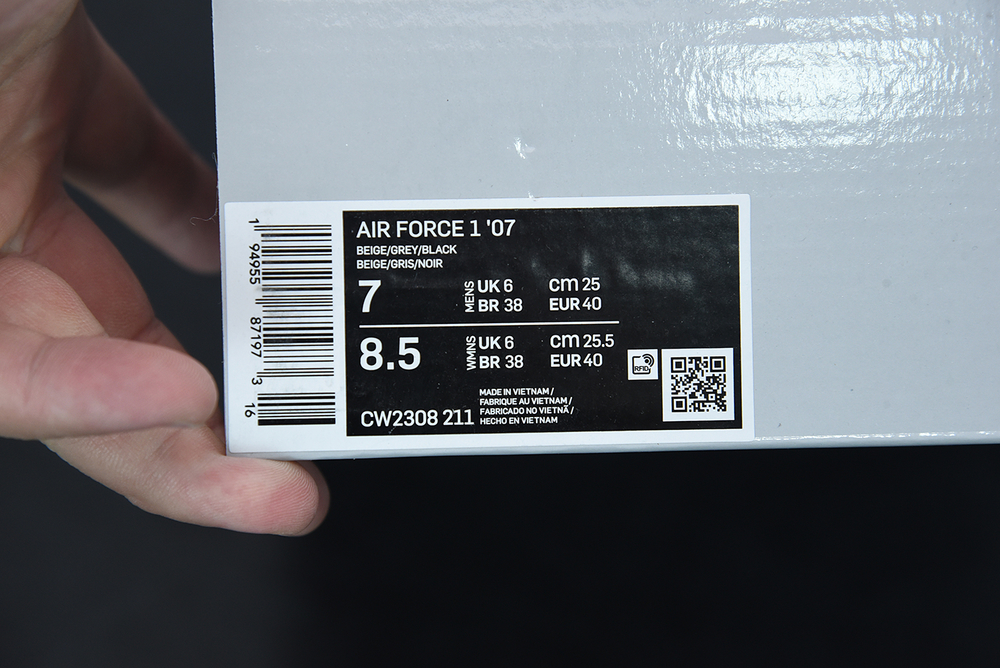 AIR FORCE 1 '07
BEIGE/GREY/BLACK
BEIGE/GRIS/NOIR
7 MENS UK 6 cm 25
BR 38 EUR 40
8.5 WMNS UK 6 cm 25.5
BR 38 EUR 40
RFID
MADE IN VIETNAM /
FABRIQUE AU VIETNAM /
FABRICADO NO VIETNÃ /
HECHO EN VIETNAM
CW2308 211
1 94955 87197 3 16